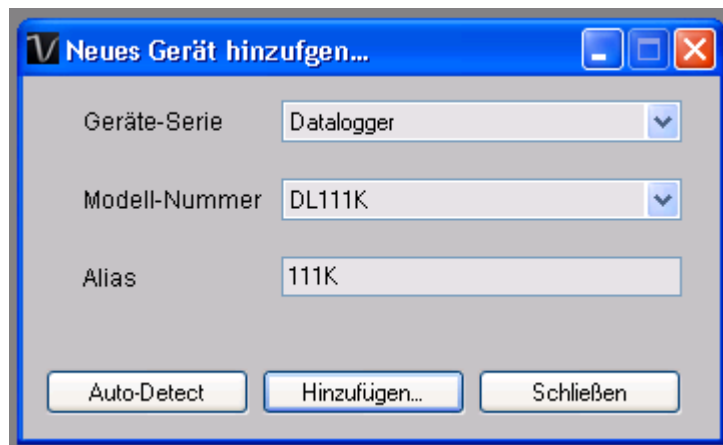 Neues Gerät hinzufgen...
Geräte-Serie Datalogger
Modell-Nummer DL111K
Alias 111K
Auto-Detect Hinzufügen... Schließen